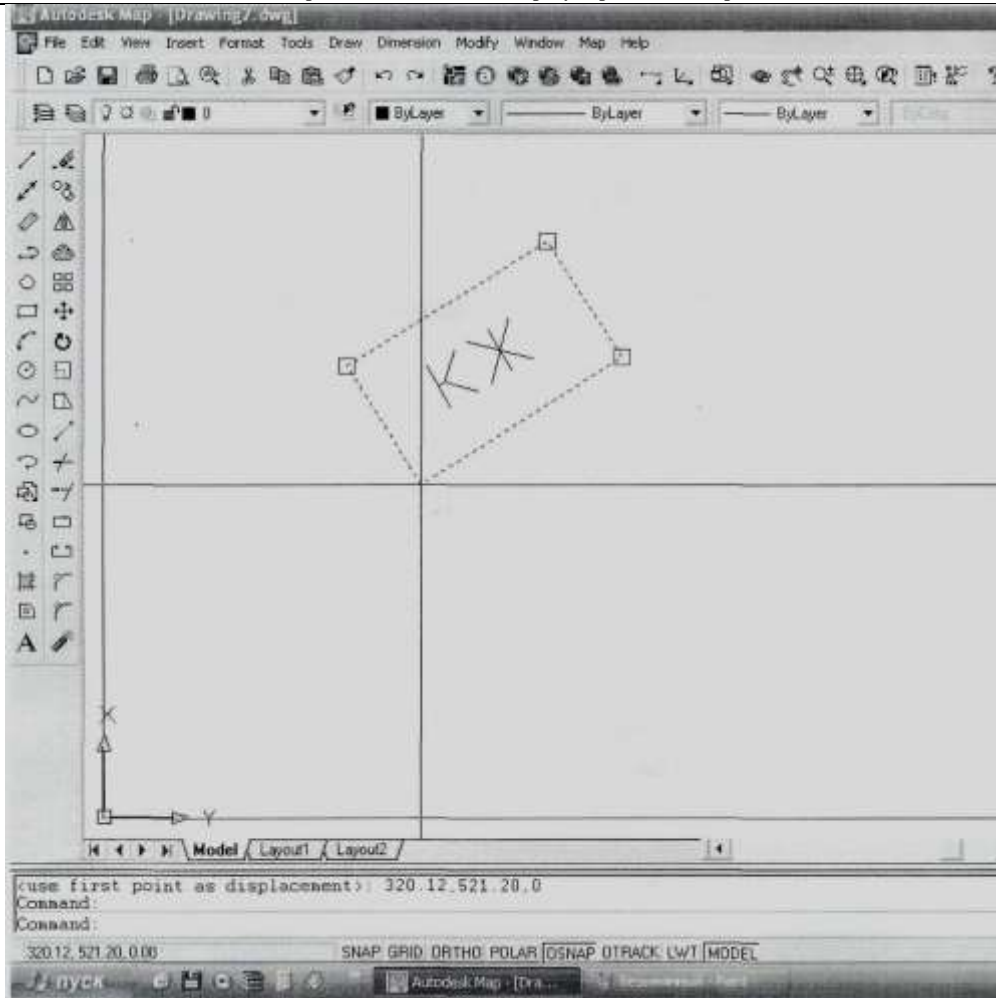 Autodesk Map - [Drawing7.dwg]
File Edit View Insert Format Tools Draw Dimension Modify Window Map Help
0 ByLayer ByLayer ByLayer
КЖ
A
X
Y
Model Layout1 Layout2
<use first point as displacement>: 320.12,521.20,0
Command:
Command:
320.12, 521.20, 0.00 SNAP GRID ORTHO POLAR OSNAP OTRACK LWT MODEL
пуск Autodesk Map - [Dra...